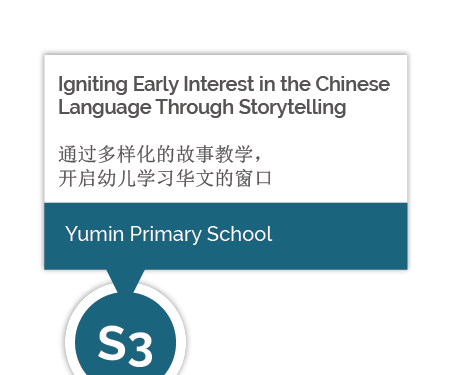 Igniting Early Interest in the Chinese
Language Through Storytelling
通过多样化的故事教学，
开启幼儿学习华文的窗口
Yumin Primary School
S3